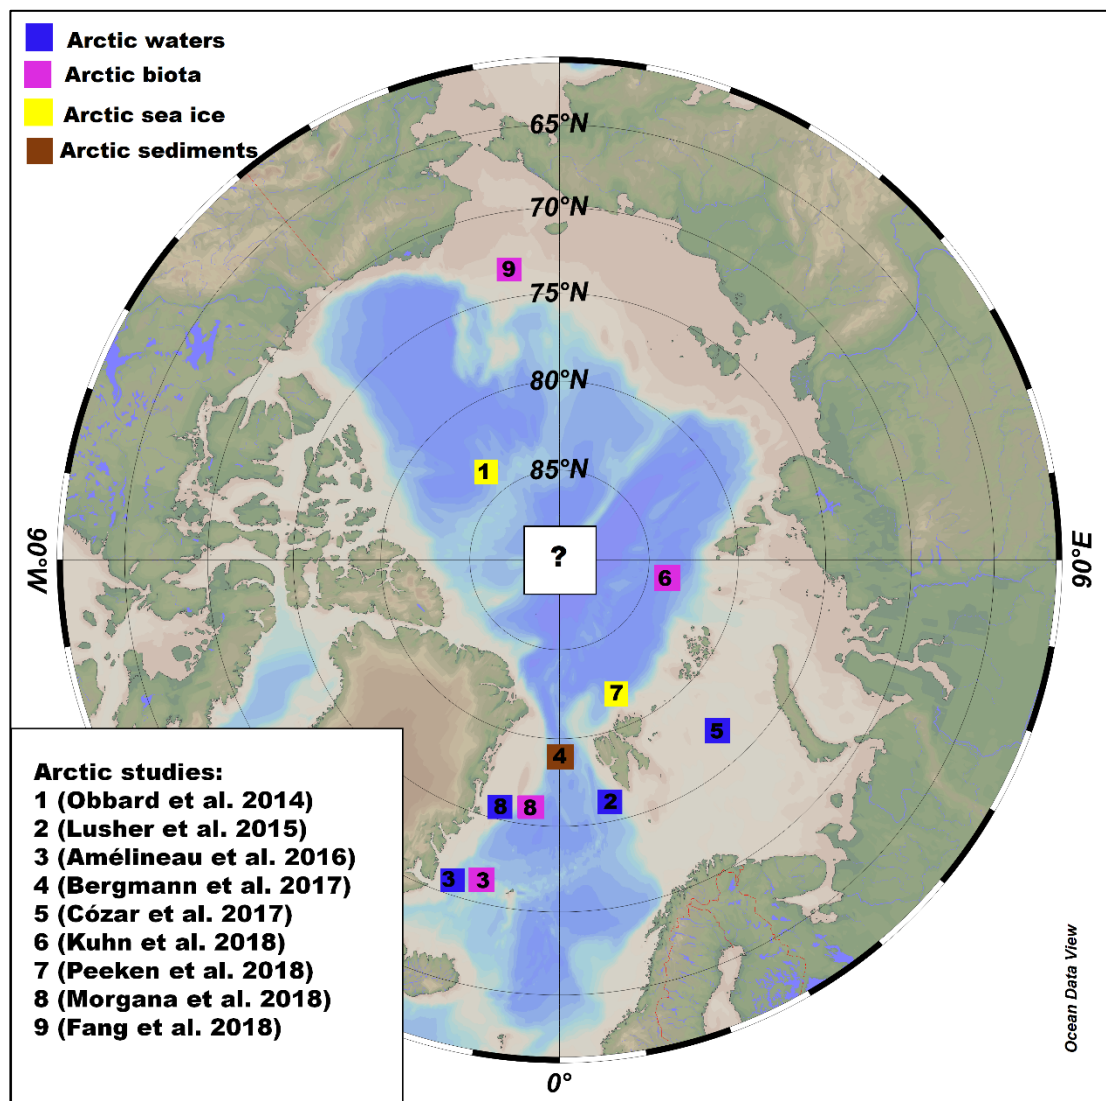 Arctic waters
Arctic biota
Arctic sea ice
Arctic sediments
65°N
70°N
9
75°N
80°N
1
85°N
?
90°W
90°E
6
7
5
4
8
8
2
3
3
Arctic studies:
1 (Obbard et al. 2014)
2 (Lusher et al. 2015)
3 (Amélineau et al. 2016)
4 (Bergmann et al. 2017)
5 (Cózar et al. 2017)
6 (Kuhn et al. 2018)
7 (Peeken et al. 2018)
8 (Morgana et al. 2018)
9 (Fang et al. 2018)
Ocean Data View
0°